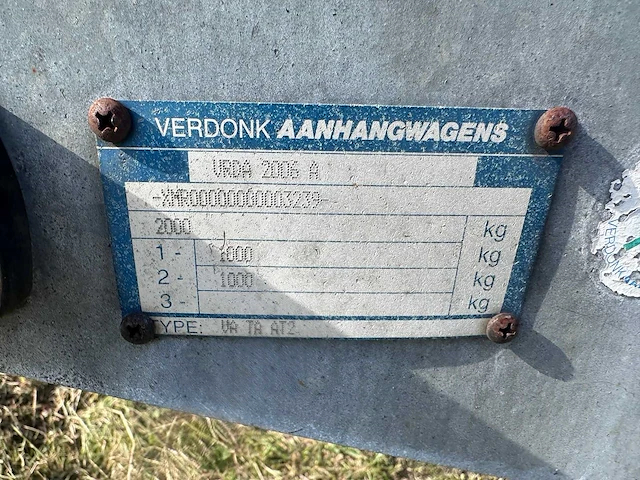 VERDONK AANHANGWAGENS
VRDA 2006 A
-XMR00000000003239-
2000 kg
1 - 1000 kg
2 - 1000 kg
3 - kg
TYPE: VA TA AT2
VERDONK